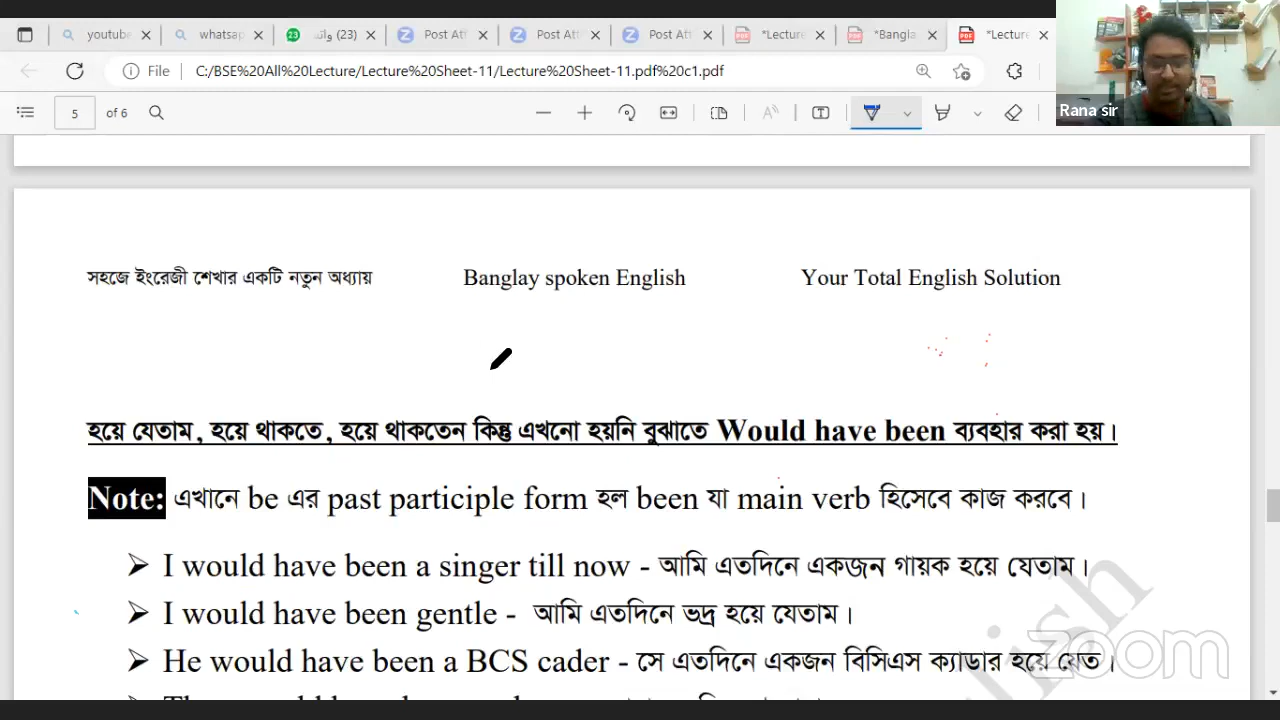 youtube
whatsap
23 (23) وات
Post Att
Post Att
Post Att
*Lecture
*Bangla
*Lecture
File C:/BSE%20All%20Lecture/Lecture%20Sheet-11/Lecture%20Sheet-11.pdf%20c1.pdf
5 of 6
Rana sir
সহজে ইংরেজী শেখার একটি নতুন অধ্যায় Banglay spoken English Your Total English Solution
হয়ে যেতাম, হয়ে থাকতে, হয়ে থাকতেন কিন্তু এখনো হয়নি বুঝাতে Would have been ব্যবহার করা হয়।
Note: এখানে be এর past participle form হল been যা main verb হিসেবে কাজ করবে।
➢ I would have been a singer till now - আমি এতদিনে একজন গায়ক হয়ে যেতাম।
➢ I would have been gentle - আমি এতদিনে ভদ্র হয়ে যেতাম।
➢ He would have been a BCS cader - সে এতদিনে একজন বিসিএস ক্যাডার হয়ে যেত।
glish
zoom